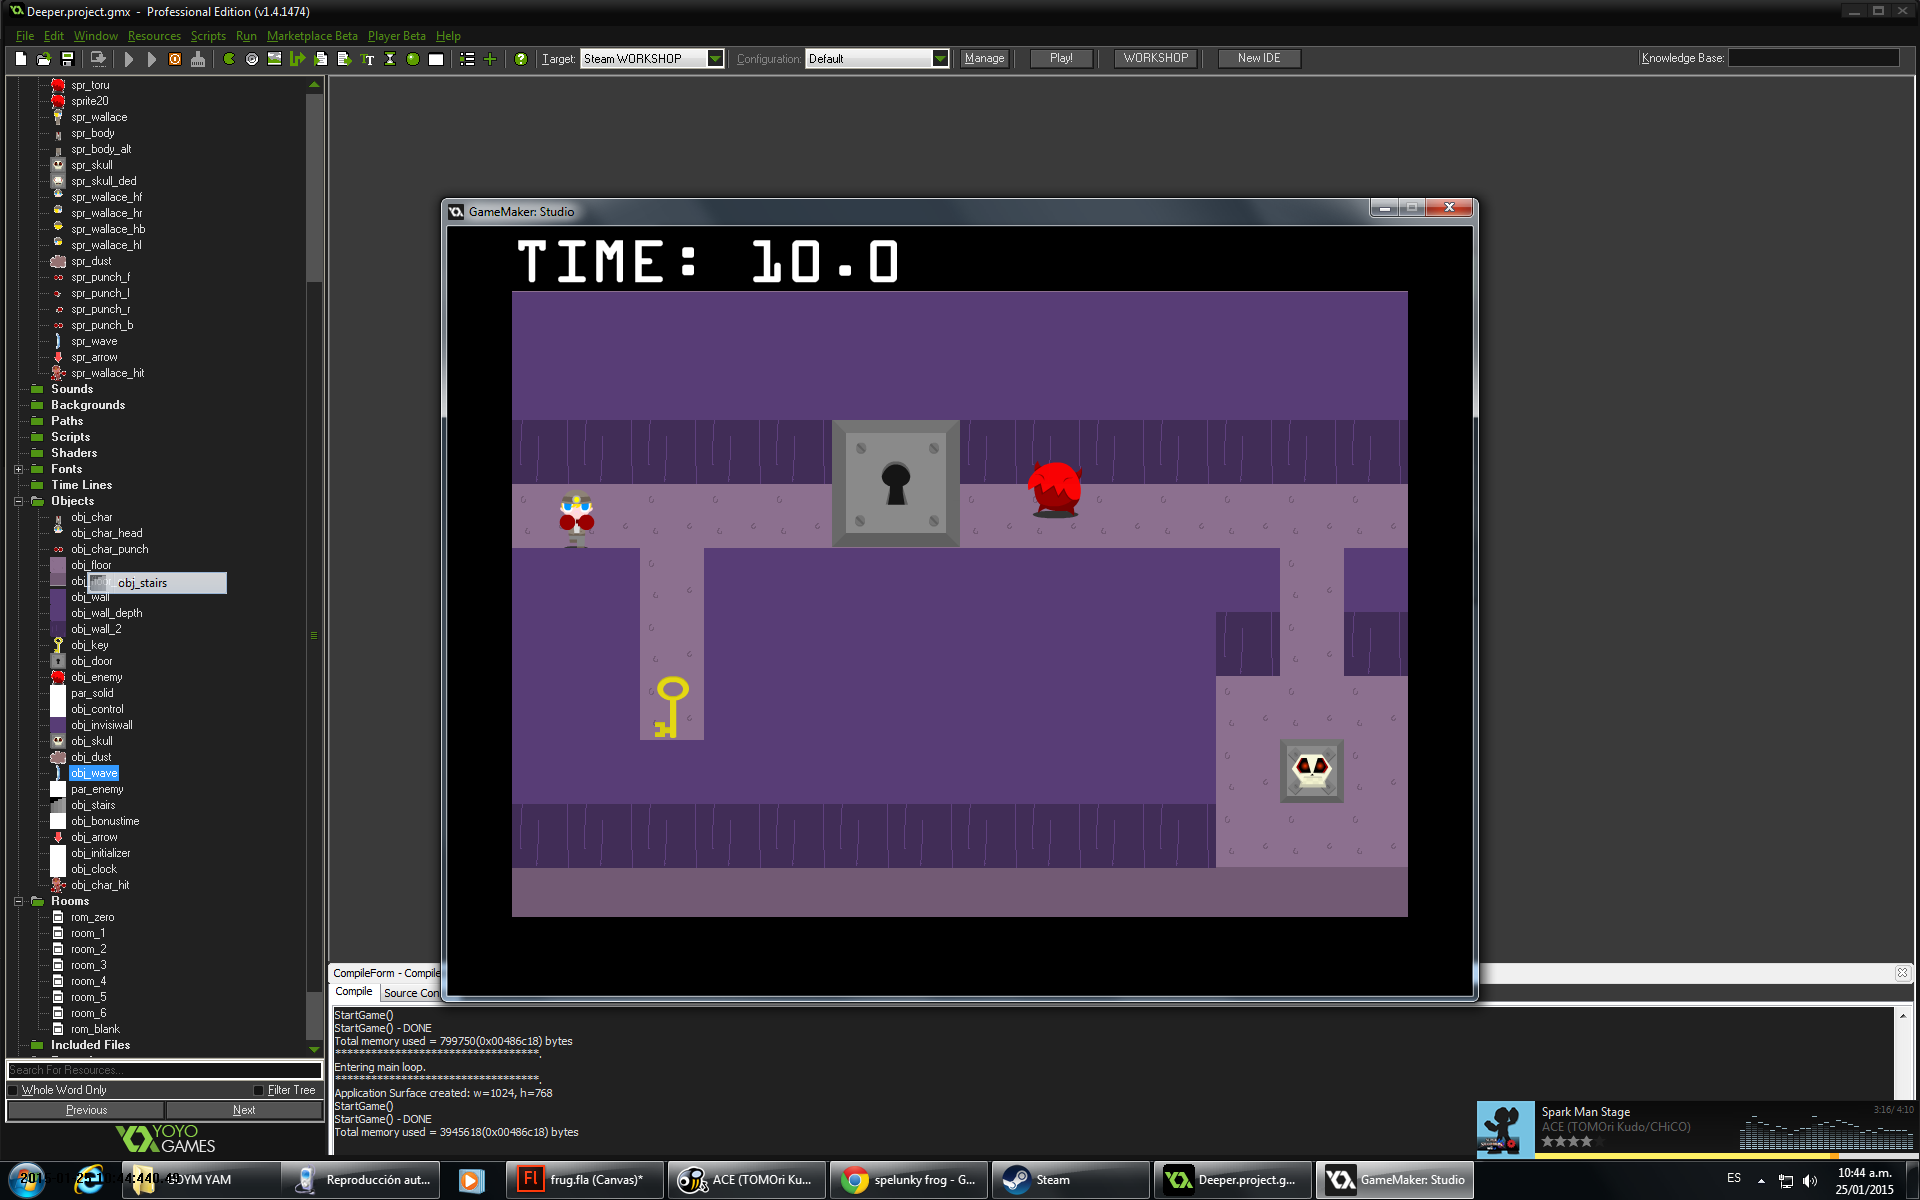 Deeper.project.gmx - Professional Edition (v1.4.1474)
File Edit Window Resources Scripts Run Marketplace Beta Player Beta Help
Target: Steam WORKSHOP Configuration: Default Manage Play! WORKSHOP New IDE Knowledge Base:
spr_toru
sprite20
spr_wallace
spr_body
spr_body_alt
spr_skull
spr_skull_ded
spr_wallace_hf
spr_wallace_hr
spr_wallace_hb
spr_wallace_hl
spr_dust
spr_punch_f
spr_punch_l
spr_punch_r
spr_punch_b
spr_wave
spr_arrow
spr_wallace_hit
Sounds
Backgrounds
Paths
Scripts
Shaders
Fonts
Time Lines
Objects
obj_char
obj_char_head
obj_char_punch
obj_floor
obj_stairs
obj_wall
obj_wall_depth
obj_wall_2
obj_key
obj_door
obj_enemy
par_solid
obj_control
obj_invisiwall
obj_skull
obj_dust
obj_wave
par_enemy
obj_stairs
obj_bonustime
obj_arrow
obj_initializer
obj_clock
obj_char_hit
Rooms
rom_zero
room_1
room_2
room_3
room_4
room_5
room_6
rom_blank
Included Files
Search For Resources...
Whole Word Only Filter Tree
Previous Next
YOYO
GAMES
GameMaker: Studio
TIME: 10.0
CompileForm - Compile
Compile Source Con
StartGame()
StartGame() - DONE
Total memory used = 799750(0x00486c18) bytes
**********************************.
Entering main loop.
**********************************.
Application Surface created: w=1024, h=768
StartGame()
StartGame() - DONE
Total memory used = 3945618(0x00486c18) bytes
Spark Man Stage 3:16/ 4:10
ACE (TOMOri Kudo/CHiCO)
YAM Reproducción aut... frug.fla (Canvas)* ACE (TOMOri Ku... spelunky frog - G... Steam Deeper.project.g... GameMaker: Studio ES 10:44 a.m.
25/01/2015